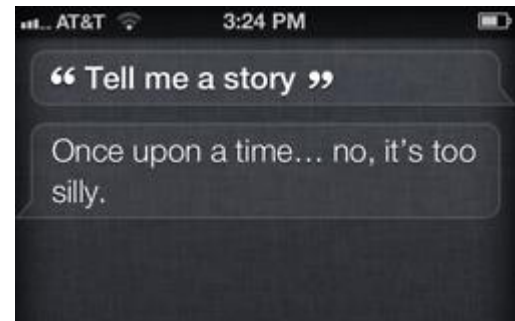 AT&T 3:24 PM
“ Tell me a story ”
Once upon a time... no, it's too
silly.